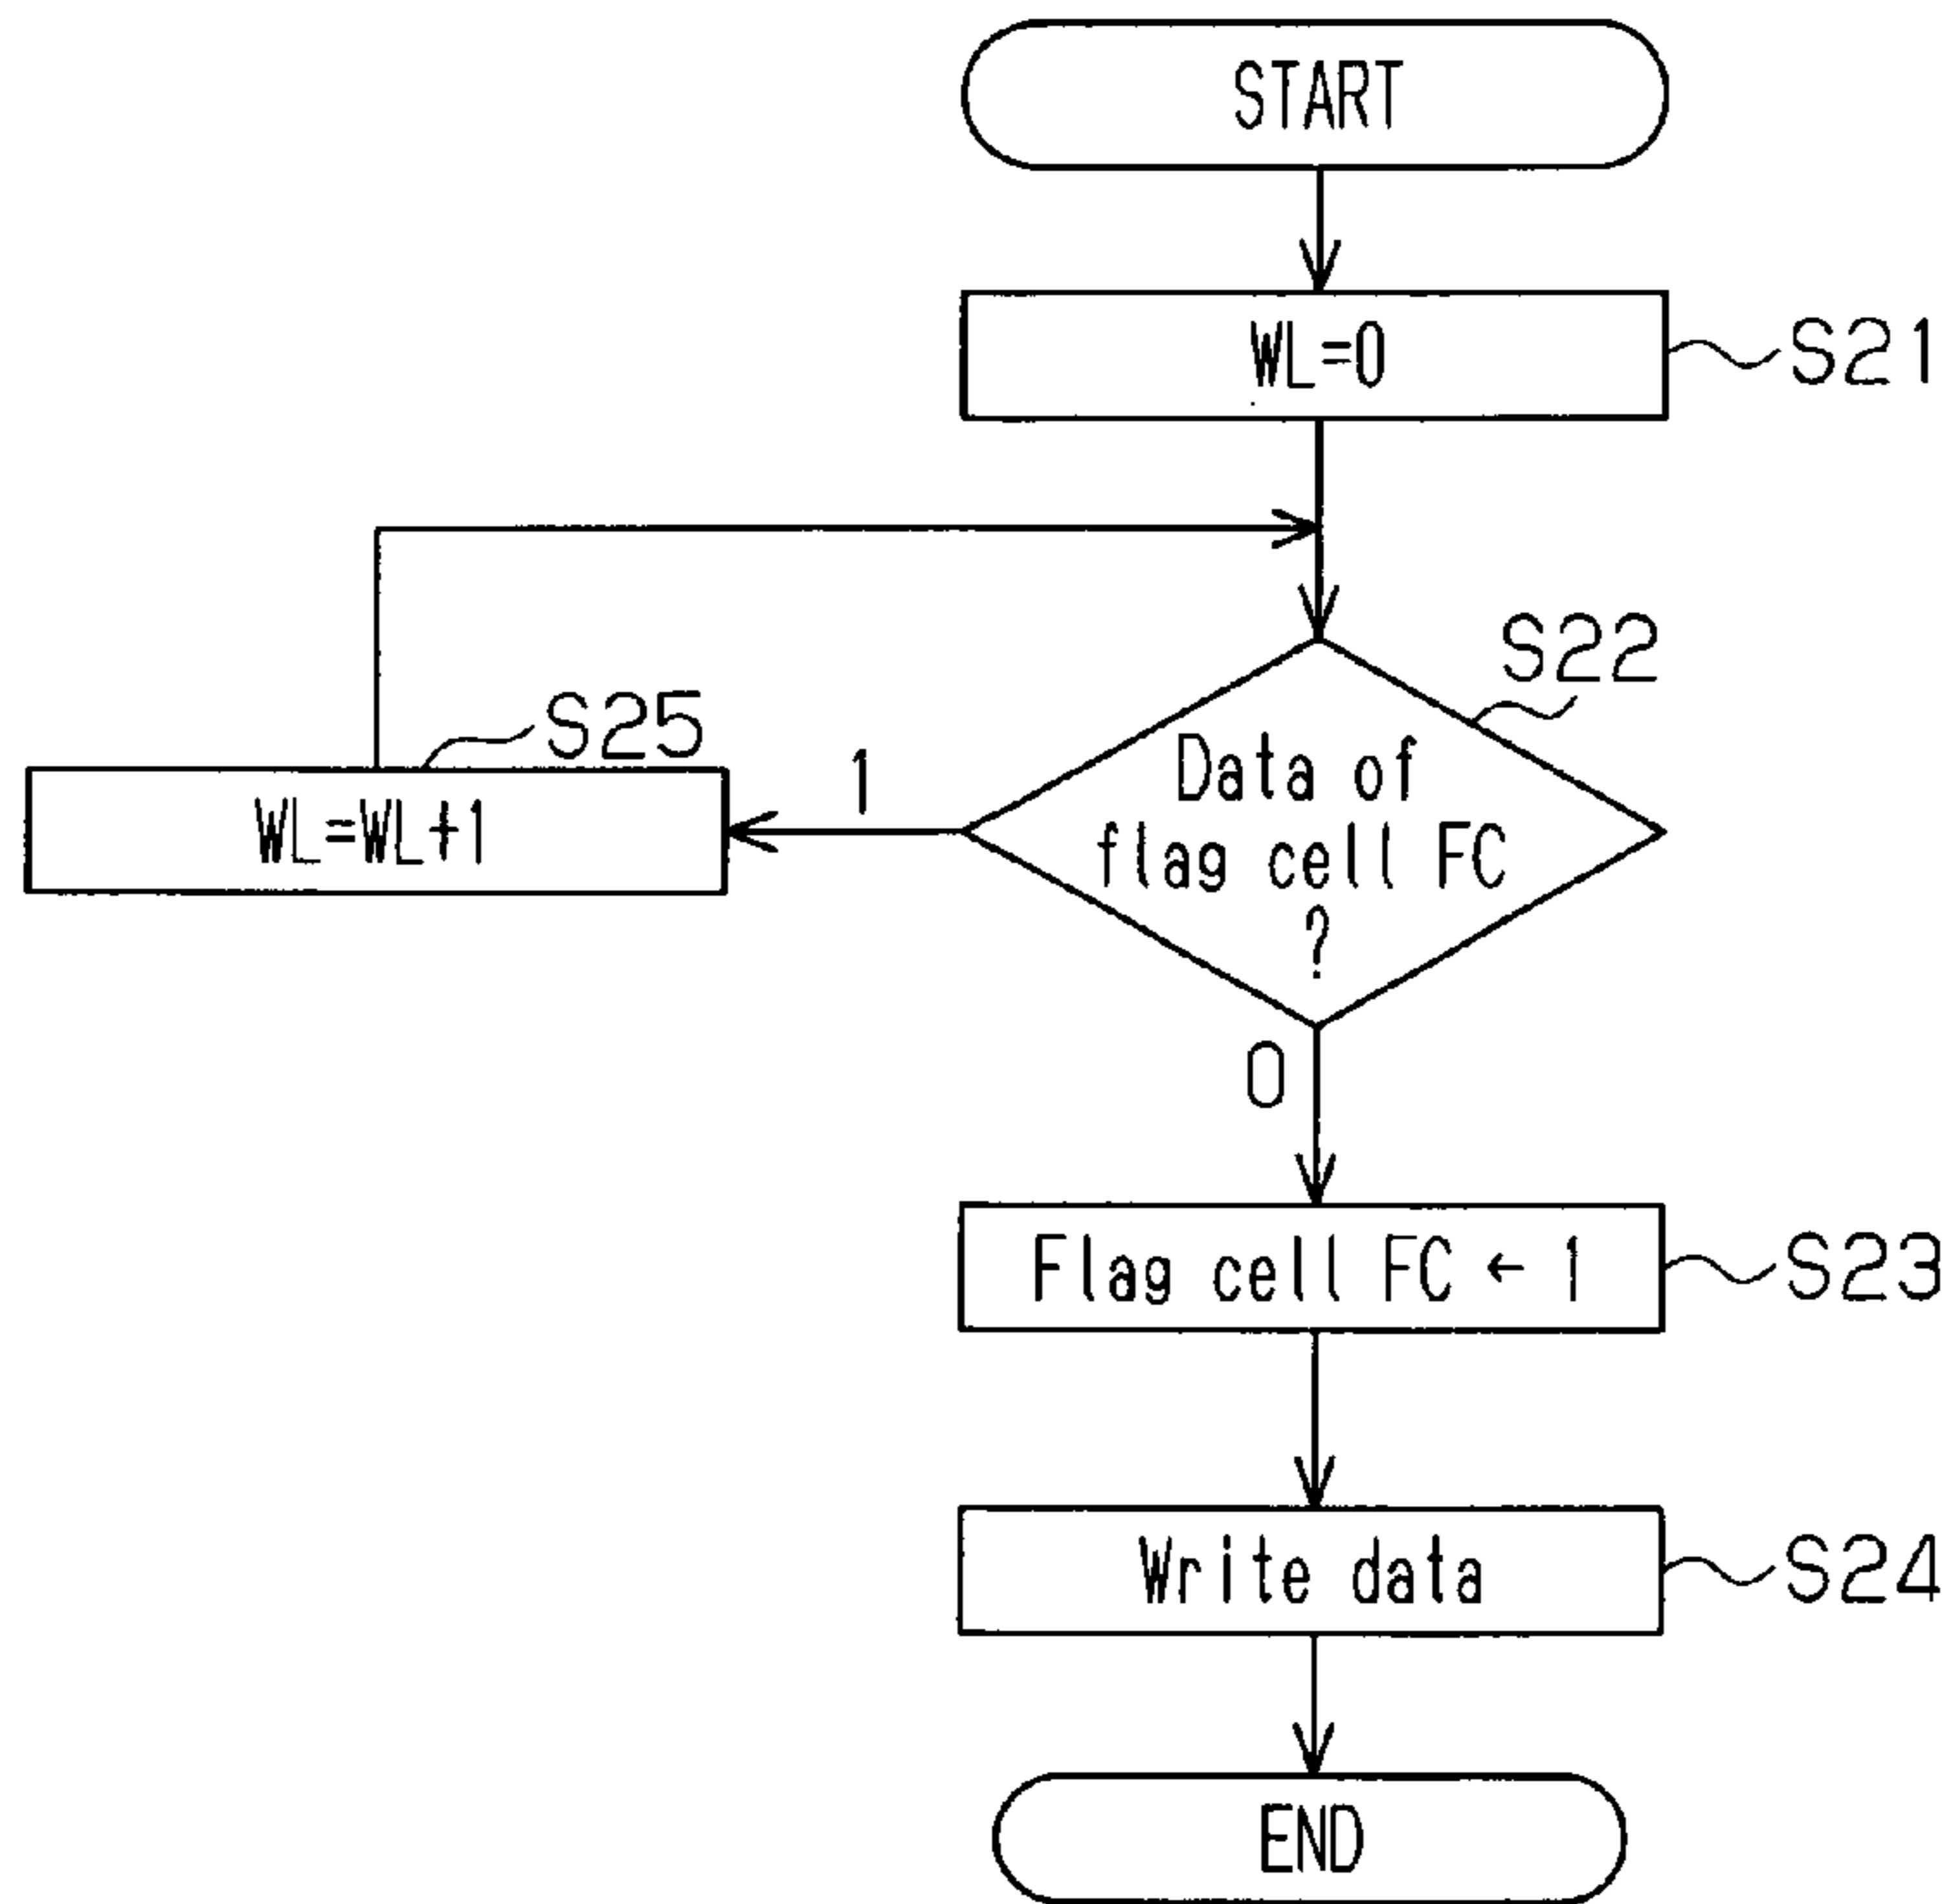 START
WL=0
S21
S22
S25
Data of
flag cell FC
?
1
WL=WL+1
0
Flag cell FC ← 1
S23
Write data
S24
END